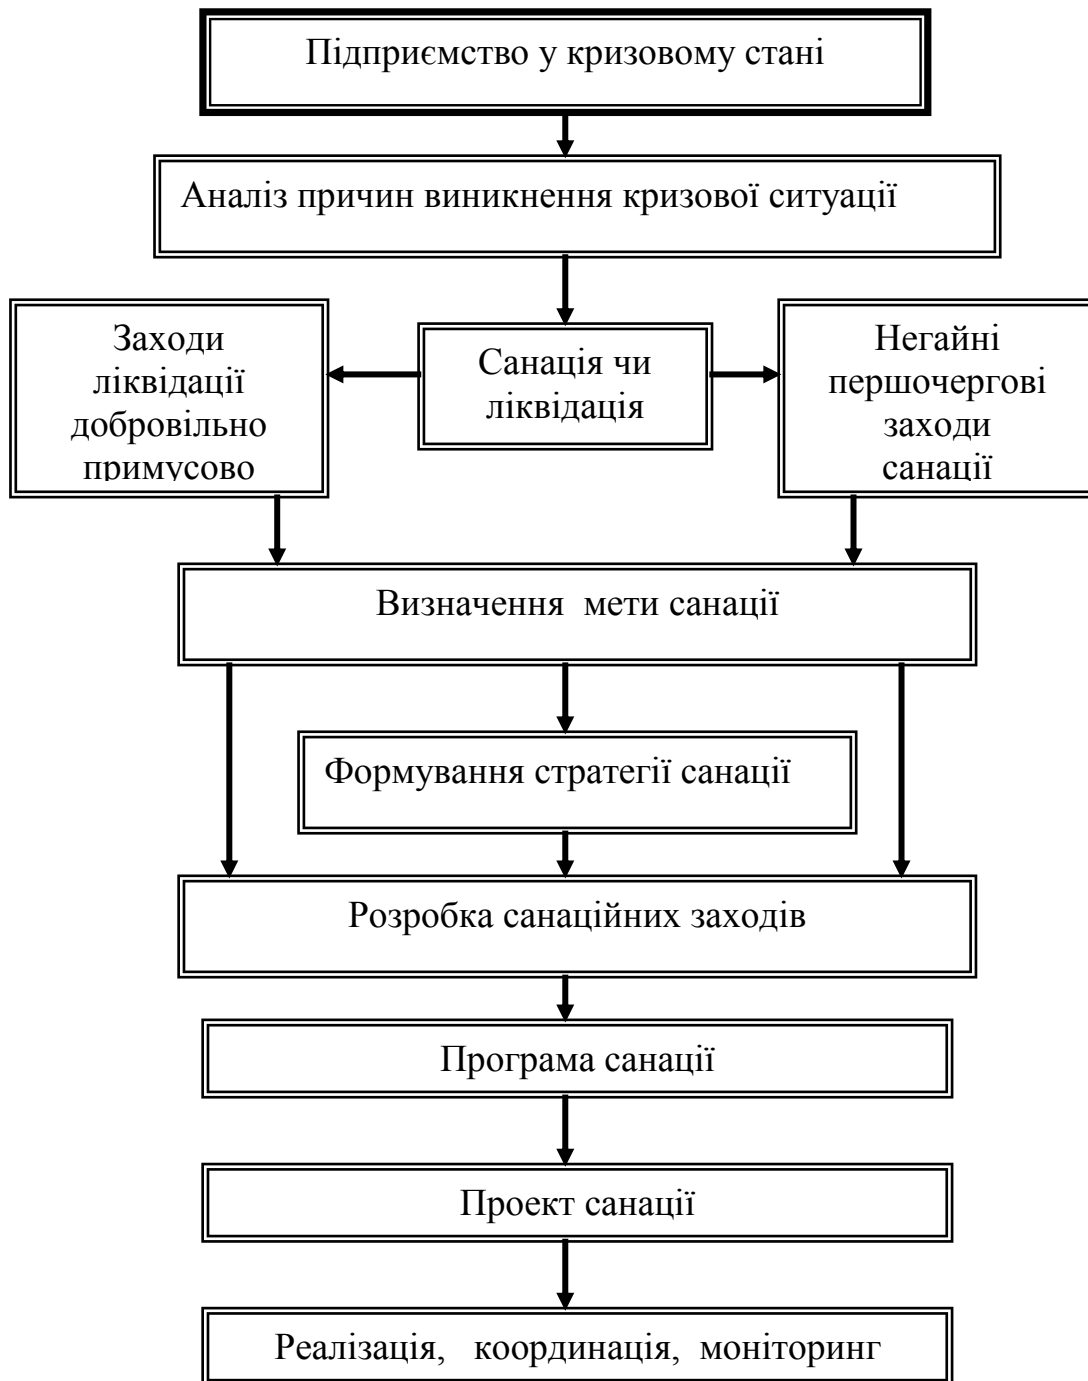 Підприємство у кризовому стані
Аналіз причин виникнення кризової ситуації
Заходи
ліквідації
добровільно
примусово
Санація чи
ліквідація
Негайні
першочергові
заходи
санації
Визначення мети санації
Формування стратегії санації
Розробка санаційних заходів
Програма санації
Проект санації
Реалізація, координація, моніторинг